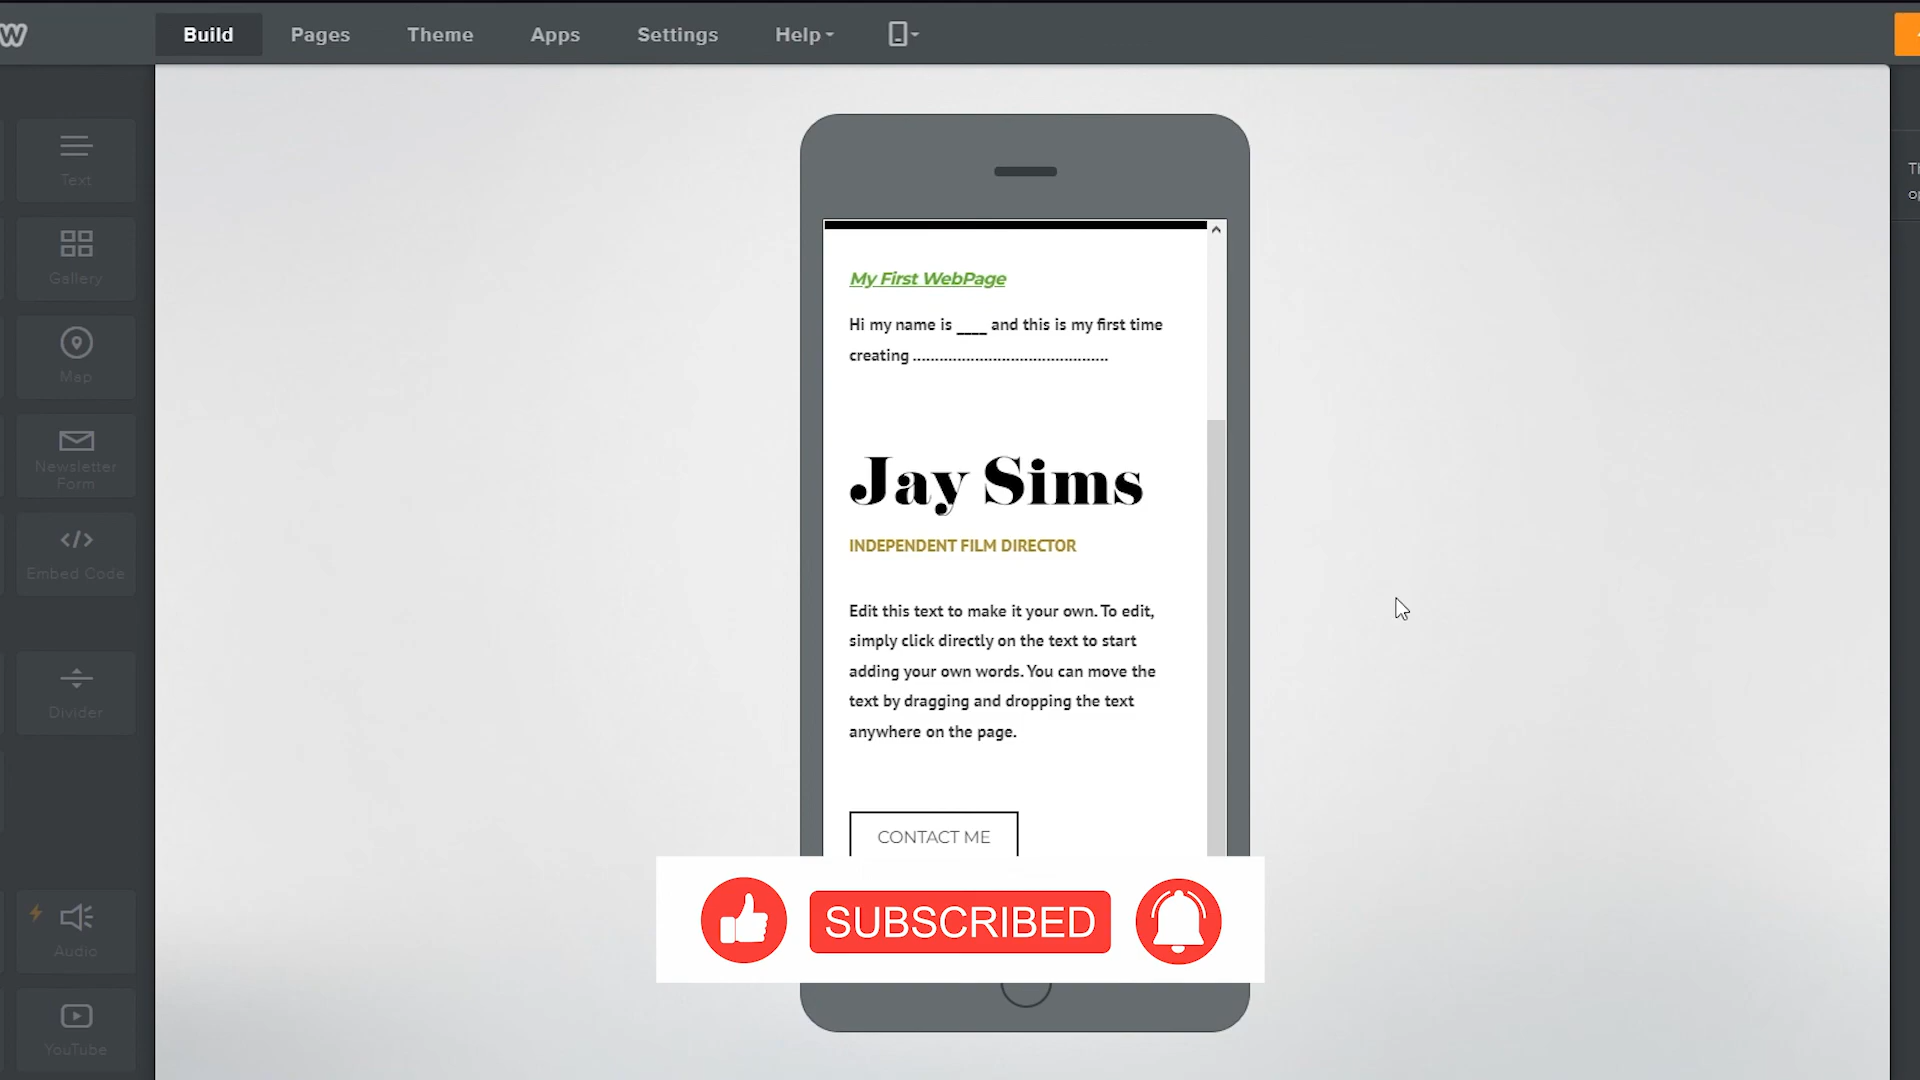 Build Pages Theme Apps Settings Help
Text
Gallery
Map
Newsletter
Form
Embed Code
Divider
Audio
YouTube
My First WebPage
Hi my name is ____ and this is my first time
creating ............................................
Jay Sims
INDEPENDENT FILM DIRECTOR
Edit this text to make it your own. To edit,
simply click directly on the text to start
adding your own words. You can move the
text by dragging and dropping the text
anywhere on the page.
CONTACT ME
SUBSCRIBED